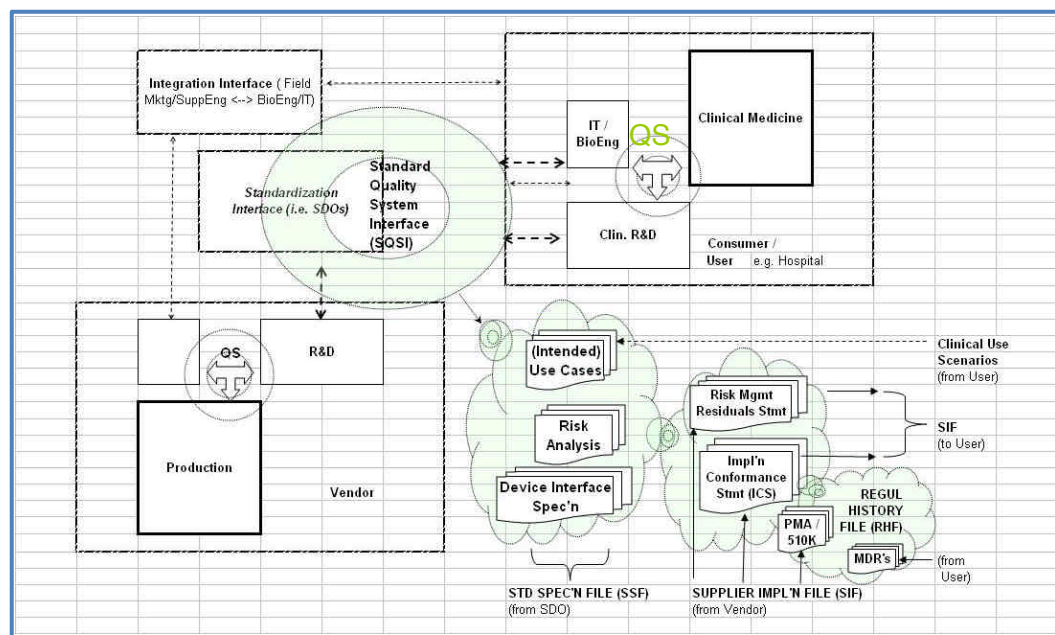 Integration Interface ( Field
Mktg/SuppEng <--> BioEng/IT)
IT /
BioEng
QS
Clinical Medicine
Standardization
Interface (i.e. SDOs)
Standard
Quality
System
Interface
(SQSI)
Clin. R&D
Consumer /
User e.g. Hospital
QS
R&D
Production
Vendor
(Intended)
Use Cases
Risk
Analysis
Device Interface
Spec'n
Clinical Use
Scenarios
(from User)
Risk Mgmt
Residuals Stmt
SIF
(to User)
Impl'n
Conformance
Stmt (ICS)
REGUL
HISTORY
FILE (RHF)
PMA /
510K
MDR's
(from
User)
STD SPEC'N FILE (SSF)
(from SDO)
SUPPLIER IMPL'N FILE (SIF)
(from Vendor)